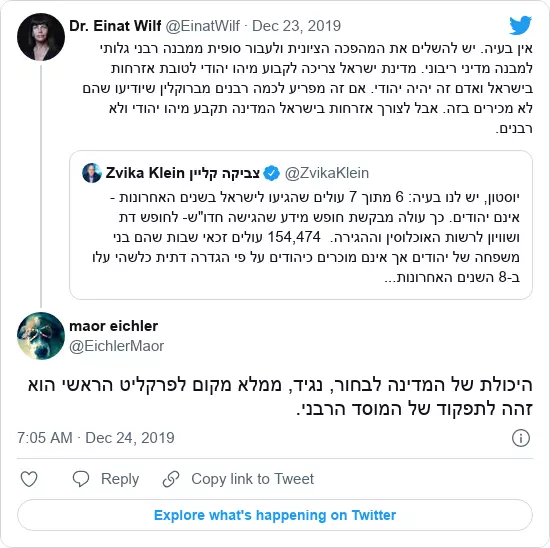 Dr. Einat Wilf @EinatWilf · Dec 23, 2019
אין בעיה. יש להשלים את המהפכה הציונית ולעבור סופית ממבנה רבני גלותי
למבנה מדיני ריבוני. מדינת ישראל צריכה לקבוע מיהו יהודי לטובת אזרחות
בישראל ואדם זה יהיה יהודי. אם זה מפריע לכמה רבנים מברוקלין שיודיעו שהם
לא מכירים בזה. אבל לצורך אזרחות בישראל המדינה תקבע מיהו יהודי ולא
רבנים.
Zvika Klein צביקה קליין @ZvikaKlein
יוסטון, יש לנו בעיה: 6 מתוך 7 עולים שהגיעו לישראל בשנים האחרונות -
אינם יהודים. כך עולה מבקשת חופש מידע שהגישה חדו"ש- לחופש דת
ושוויון לרשות האוכלוסין וההגירה. 154,474 עולים זכאי שבות שהם בני
משפחה של יהודים אך אינם מוכרים כיהודים על פי הגדרה דתית כלשהי עלו
ב-8 השנים האחרונות...
maor eichler
@EichlerMaor
היכולת של המדינה לבחור, נגיד, ממלא מקום לפרקליט הראשי הוא
זהה לתפקוד של המוסד הרבני.
7:05 AM · Dec 24, 2019
Reply
Copy link to Tweet
Explore what's happening on Twitter